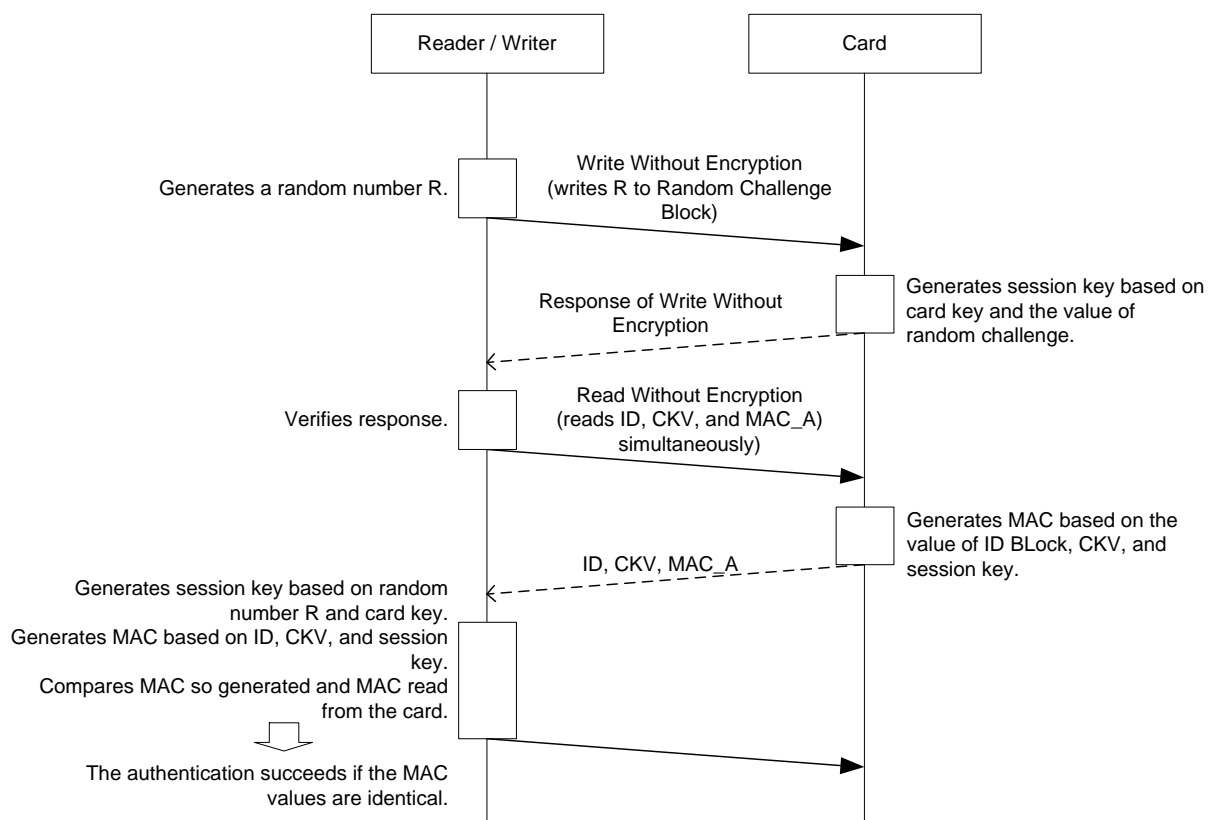 Reader / Writer
Card
Generates a random number R.
Write Without Encryption
(writes R to Random Challenge
Block)
Generates session key based on
card key and the value of
random challenge.
Response of Write Without
Encryption
Verifies response.
Read Without Encryption
(reads ID, CKV, and MAC_A)
simultaneously)
Generates MAC based on the
value of ID BLock, CKV, and
session key.
ID, CKV, MAC_A
Generates session key based on random
number R and card key.
Generates MAC based on ID, CKV, and session
key.
Compares MAC so generated and MAC read
from the card.
The authentication succeeds if the MAC
values are identical.